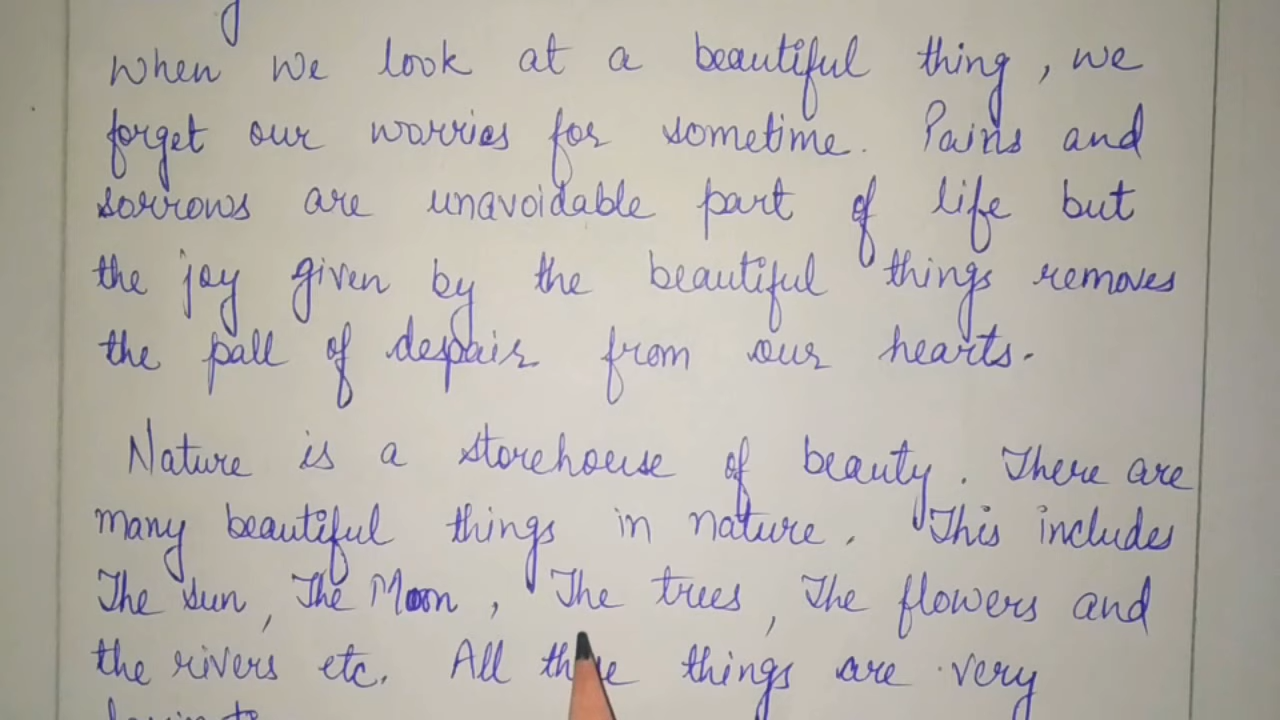 when we look at a beautiful thing, we
forget our worries for sometime. Pains and
sorrows are unavoidable part of life but
the joy given by the beautiful things removes
the pall of despair from our hearts.
Nature is a storehouse of beauty. There are
many beautiful things in nature. This includes
The sun, The Moon, The trees, The flowers and
the rivers etc. All things are very